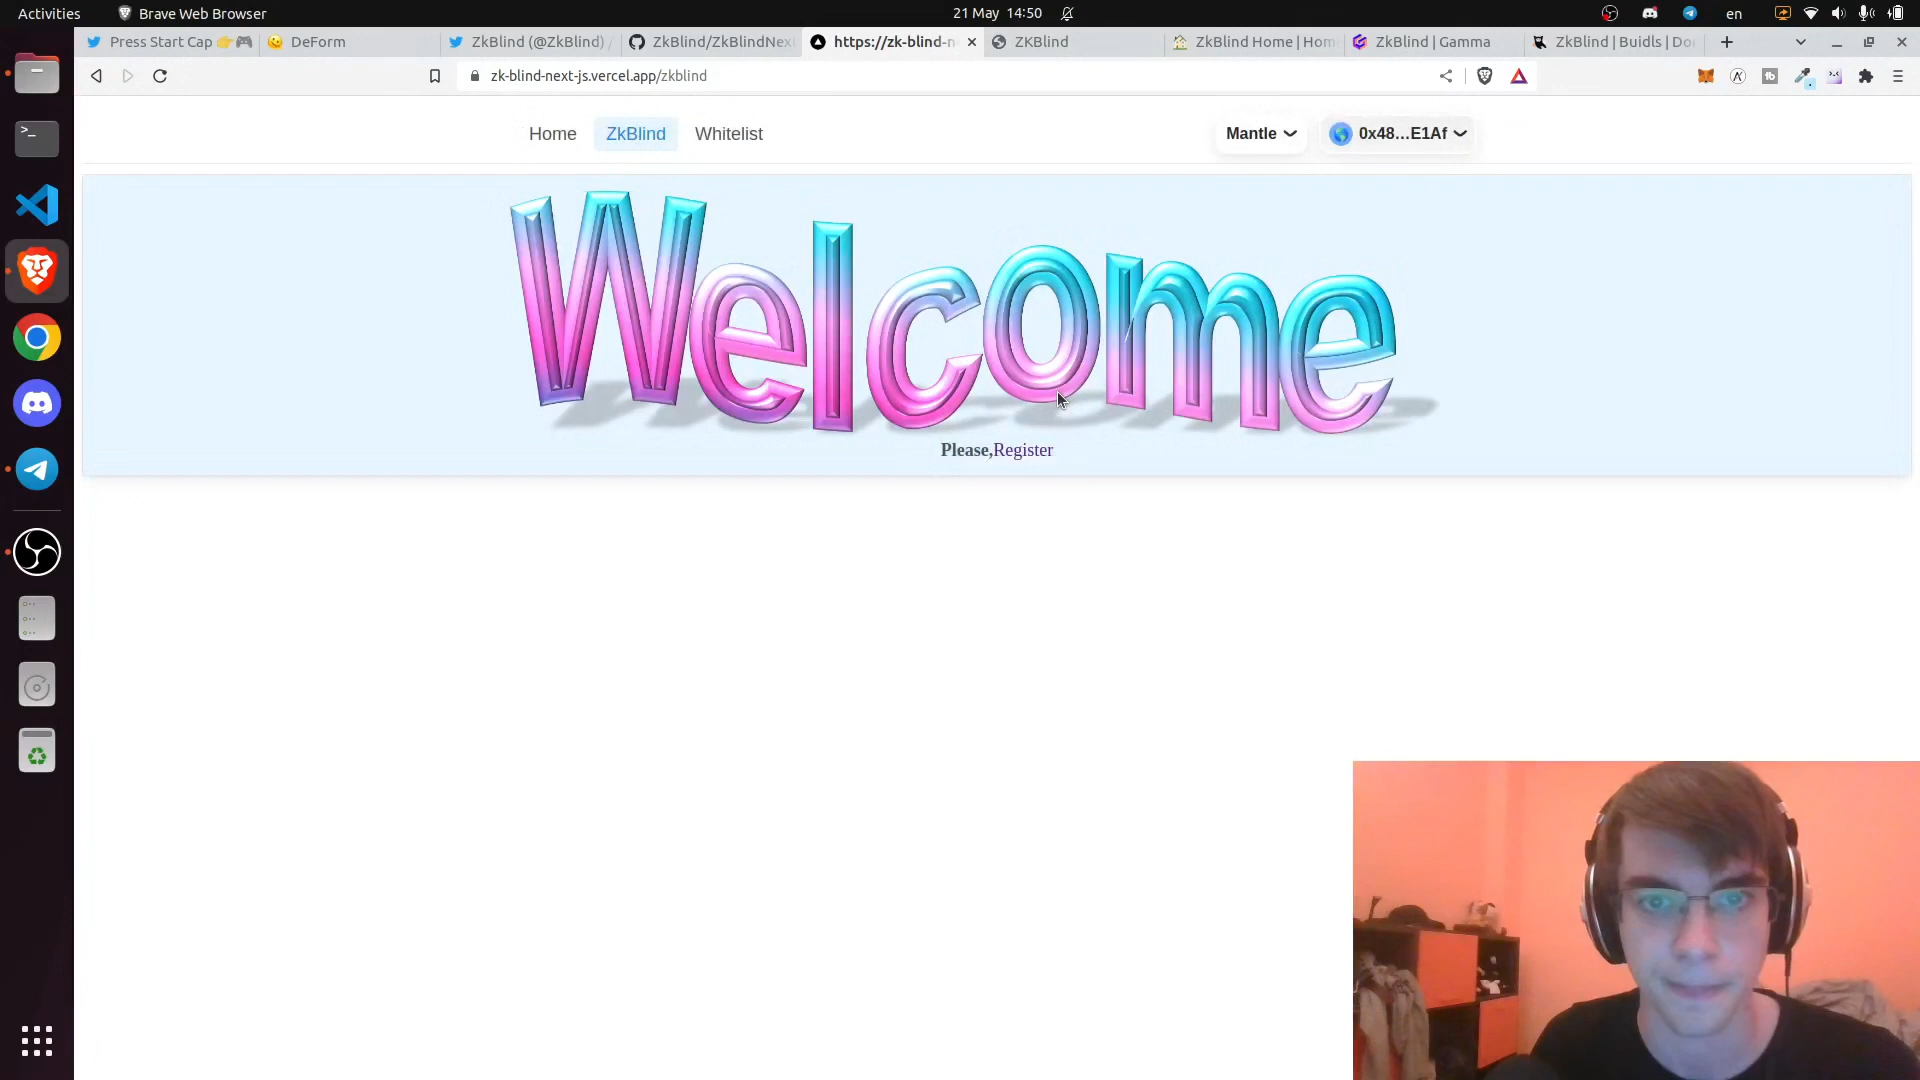 Activities
Brave Web Browser
21 May 14:50
en
Press Start Cap 👉🎮
DeForm
ZkBlind (@ZkBlind) /
ZkBlind/ZkBlindNex
https://zk-blind-n
ZKBlind
ZkBlind Home | Hom
ZkBlind | Gamma
ZkBlind | Buidls | Do
zk-blind-next-js.vercel.app/zkblind
Home
ZkBlind
Whitelist
Mantle
0x48...E1Af
Welcome
Please,Register